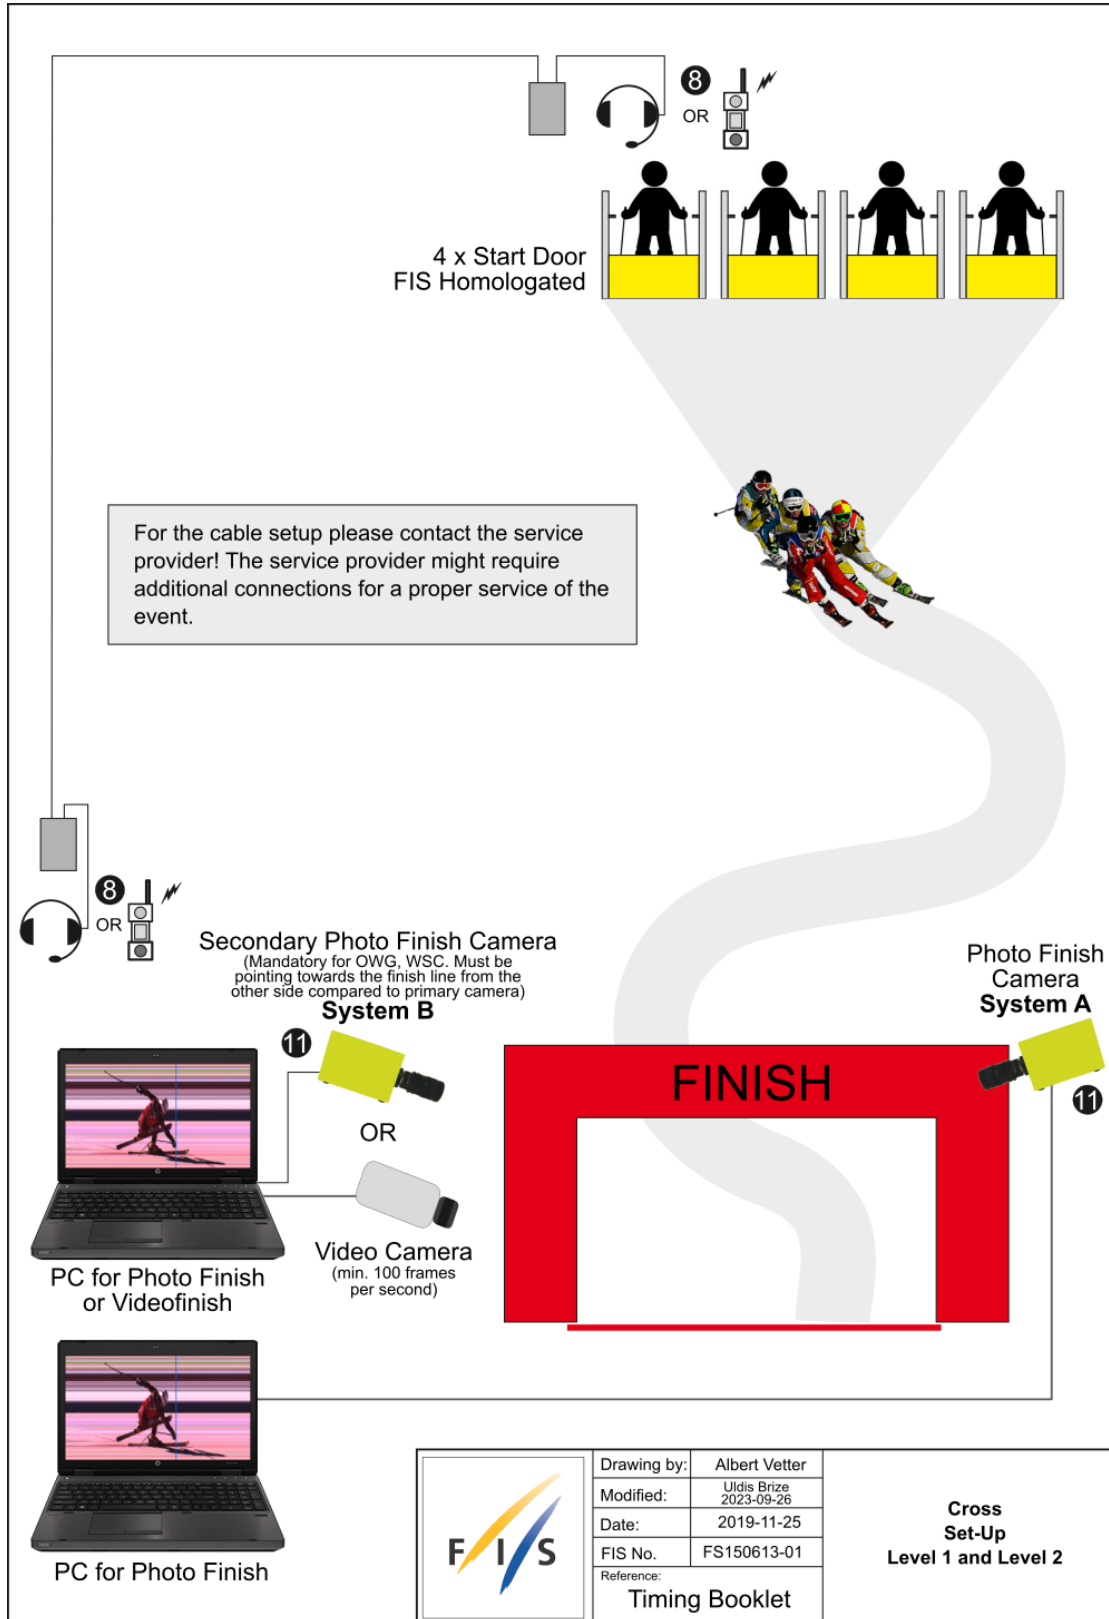 8
OR
4 x Start Door
FIS Homologated
For the cable setup please contact the service
provider! The service provider might require
additional connections for a proper service of the
event.
8
OR
Secondary Photo Finish Camera
(Mandatory for OWG, WSC. Must be
pointing towards the finish line from the
other side compared to primary camera)
System B
11
Photo Finish
Camera
System A
11
FINISH
OR
Video Camera
(min. 100 frames
per second)
PC for Photo Finish
or Videofinish
PC for Photo Finish
F I S
Drawing by: Albert Vetter
Modified: Uldis Brize
2023-09-26
Date: 2019-11-25
FIS No. FS150613-01
Reference:
Timing Booklet
Cross
Set-Up
Level 1 and Level 2